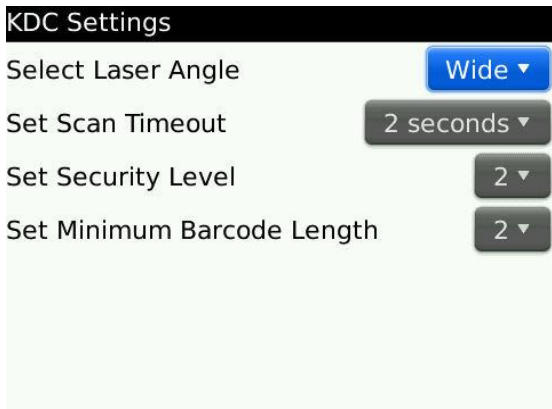 KDC Settings
Select Laser Angle Wide
Set Scan Timeout 2 seconds
Set Security Level 2
Set Minimum Barcode Length 2